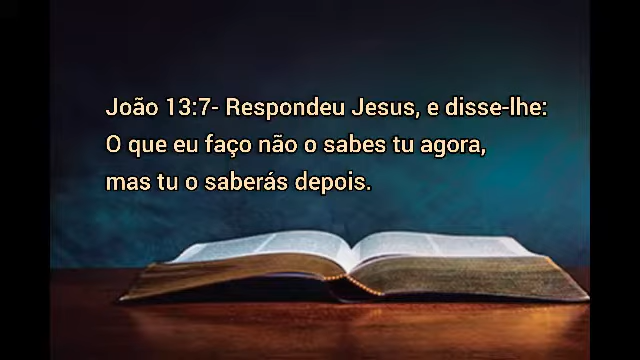 João 13:7- Respondeu Jesus, e disse-lhe:
O que eu faço não o sabes tu agora,
mas tu o saberás depois.